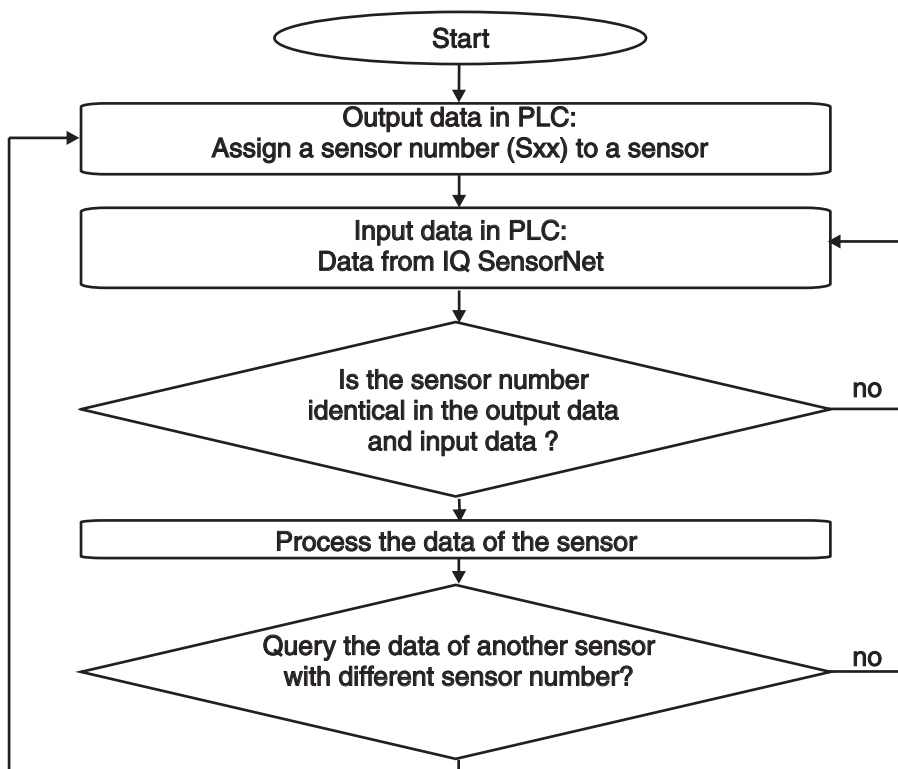 Start
Output data in PLC:
Assign a sensor number (Sxx) to a sensor
Input data in PLC:
Data from IQ SensorNet
Is the sensor number
identical in the output data
and input data ?
no
Process the data of the sensor
Query the data of another sensor
with different sensor number?
no